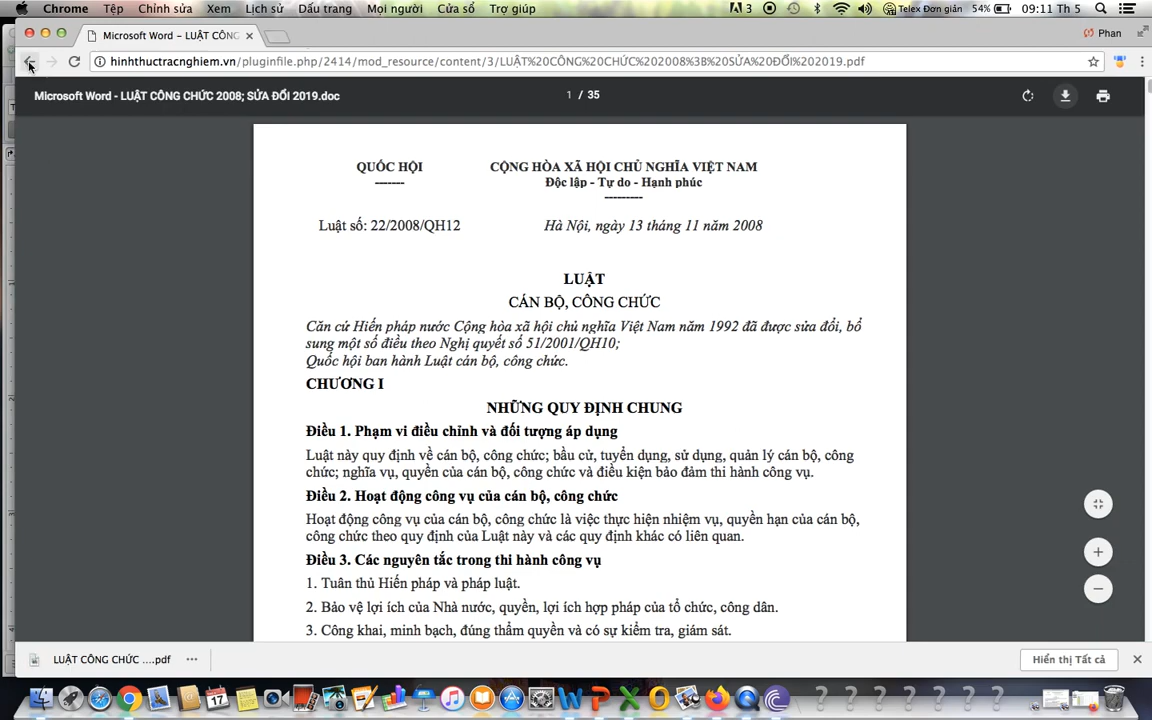 Chrome Tệp Chỉnh sửa Xem Lịch sử Dấu trang Mọi người Cửa sổ Trợ giúp 3 Telex Đơn giản 54% 09:11 Th 5
Microsoft Word - LUẬT CÔNG Phan
hinhthuctracnghiem.vn/pluginfile.php/2414/mod_resource/content/3/LUẬT%20CÔNG%20CHỨC%202008%3B%20SỬA%20ĐỔI%202019.pdf
Microsoft Word - LUẬT CÔNG CHỨC 2008; SỬA ĐỔI 2019.doc 1 / 35
QUỐC HỘI CỘNG HÒA XÃ HỘI CHỦ NGHĨA VIỆT NAM
------- Độc lập - Tự do - Hạnh phúc
---------
Luật số: 22/2008/QH12 Hà Nội, ngày 13 tháng 11 năm 2008
LUẬT
CÁN BỘ, CÔNG CHỨC
Căn cứ Hiến pháp nước Cộng hòa xã hội chủ nghĩa Việt Nam năm 1992 đã được sửa đổi, bổ
sung một số điều theo Nghị quyết số 51/2001/QH10;
Quốc hội ban hành Luật cán bộ, công chức.
CHƯƠNG I
NHỮNG QUY ĐỊNH CHUNG
Điều 1. Phạm vi điều chỉnh và đối tượng áp dụng
Luật này quy định về cán bộ, công chức; bầu cử, tuyển dụng, sử dụng, quản lý cán bộ, công
chức; nghĩa vụ, quyền của cán bộ, công chức và điều kiện bảo đảm thi hành công vụ.
Điều 2. Hoạt động công vụ của cán bộ, công chức
Hoạt động công vụ của cán bộ, công chức là việc thực hiện nhiệm vụ, quyền hạn của cán bộ,
công chức theo quy định của Luật này và các quy định khác có liên quan.
Điều 3. Các nguyên tắc trong thi hành công vụ
1. Tuân thủ Hiến pháp và pháp luật.
2. Bảo vệ lợi ích của Nhà nước, quyền, lợi ích hợp pháp của tổ chức, công dân.
3. Công khai, minh bạch, đúng thẩm quyền và có sự kiểm tra, giám sát.
LUẬT CÔNG CHỨC ....pdf Hiển thị Tất cả
17